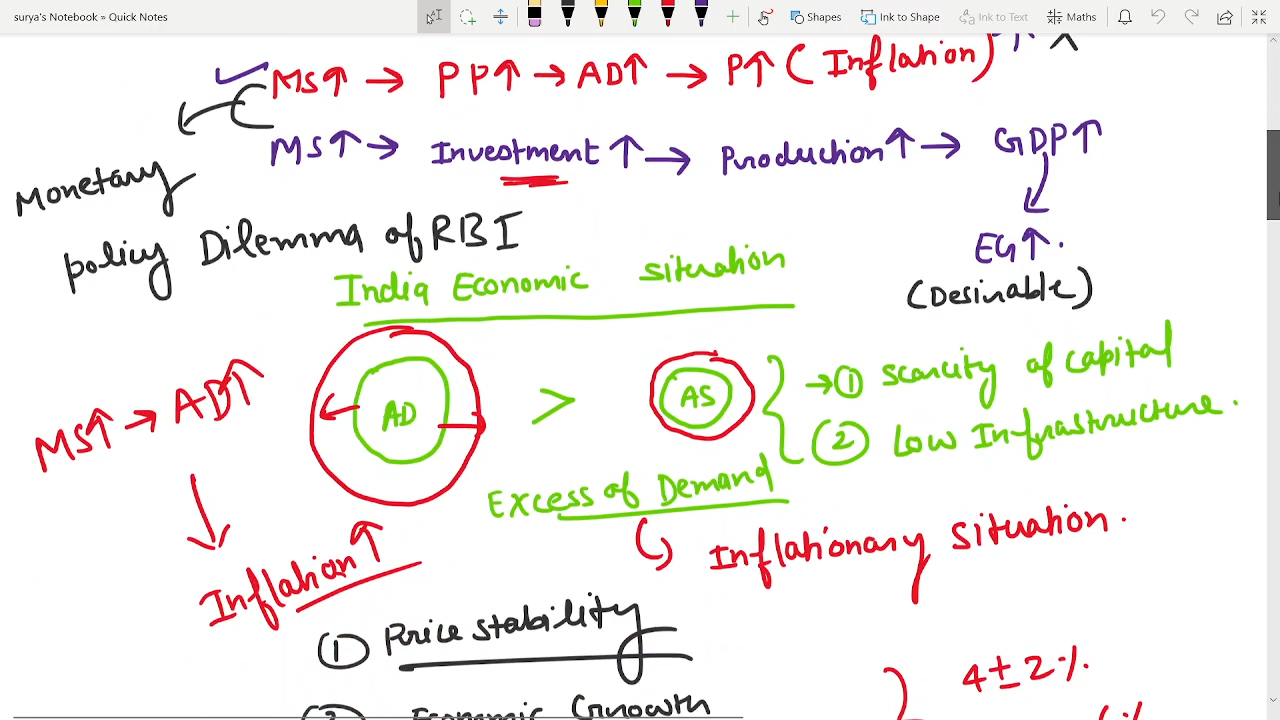 surya's Notebook » Quick Notes
Shapes
Ink to Shape
Ink to Text
Maths
MS↑ → PP↑ → AD↑ → P↑ (Inflation)
MS↑ → Investment ↑ → Production↑ → GDP↑
EG↑.
(Desirable)
Monetary
policy Dilemma of RBI
India Economic situation
MS↑ → AD↑
AD > AS
→① scarcity of capital
② Low Infrastructure.
Excess of Demand
Inflationary situation.
Inflation↑
① Price stability
4±2%.
② Economic Growth